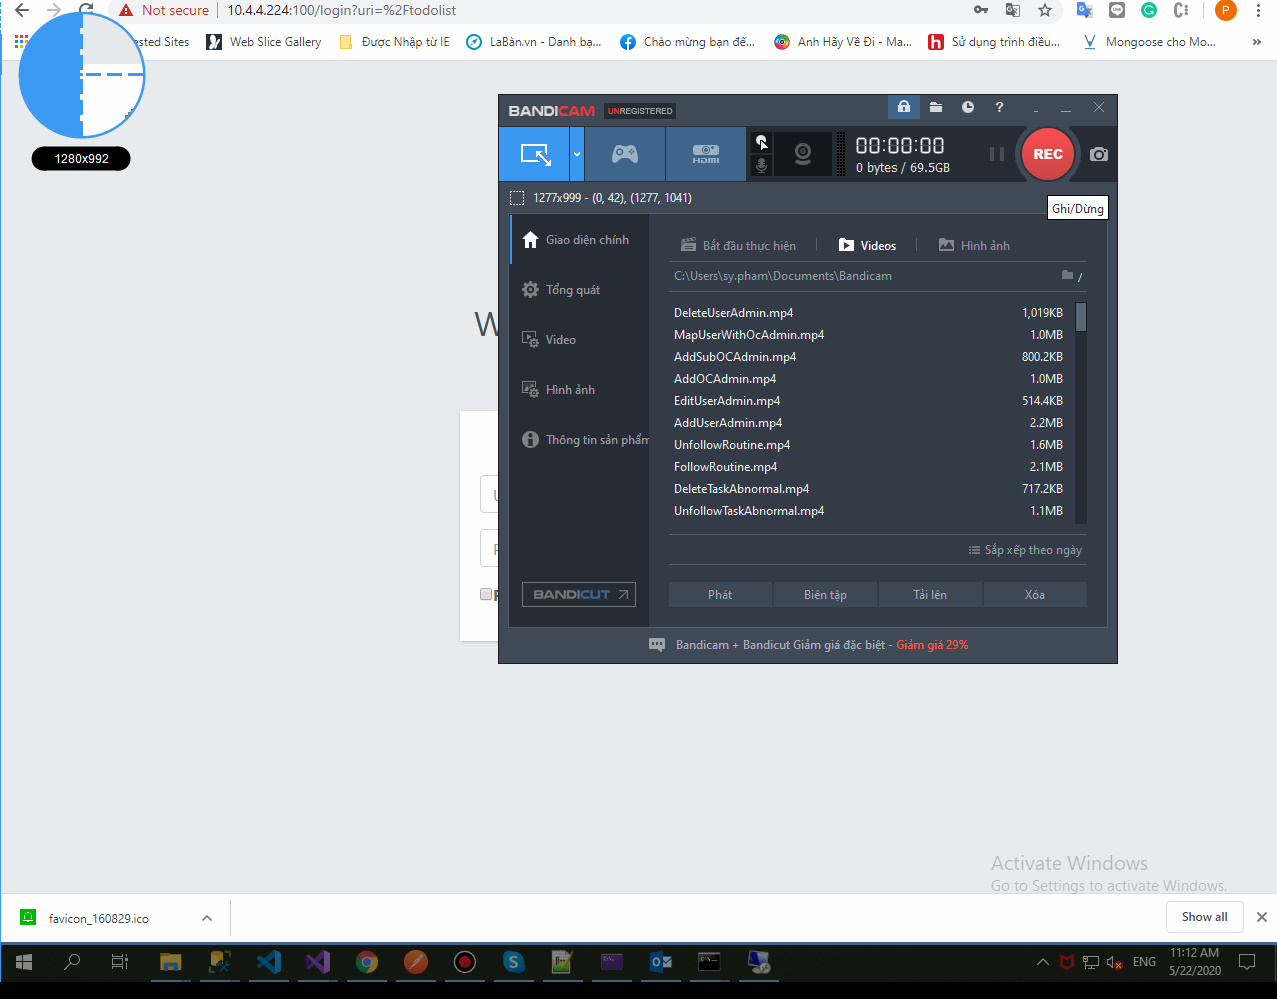 Not secure | 10.4.4.224:100/login?uri=%2Ftodolist
P
ested Sites
Web Slice Gallery
Được Nhập từ IE
LaBàn.vn - Danh bạ...
Chào mừng bạn đế...
Anh Hãy Về Đi - Ma...
Sử dụng trình điều...
Mongoose cho Mo...
»
1280x992
BANDICAM UNREGISTERED
?
HDMI
00:00:00
0 bytes / 69.5GB
REC
1277x999 - (0, 42), (1277, 1041)
Ghi/Dừng
Giao diện chính
Tổng quát
Video
Hình ảnh
Thông tin sản phẩm
BANDICUT
Bắt đầu thực hiện
Videos
Hình ảnh
C:\Users\sy.pham\Documents\Bandicam
/
DeleteUserAdmin.mp4 1,019KB
MapUserWithOcAdmin.mp4 1.0MB
AddSubOCAdmin.mp4 800.2KB
AddOCAdmin.mp4 1.0MB
EditUserAdmin.mp4 514.4KB
AddUserAdmin.mp4 2.2MB
UnfollowRoutine.mp4 1.6MB
FollowRoutine.mp4 2.1MB
DeleteTaskAbnormal.mp4 717.2KB
UnfollowTaskAbnormal.mp4 1.1MB
Sắp xếp theo ngày
Phát
Biên tập
Tải lên
Xóa
Bandicam + Bandicut Giảm giá đặc biệt - Giảm giá 29%
W
Activate Windows
Go to Settings to activate Windows.
favicon_160829.ico
Show all
ENG
11:12 AM
5/22/2020